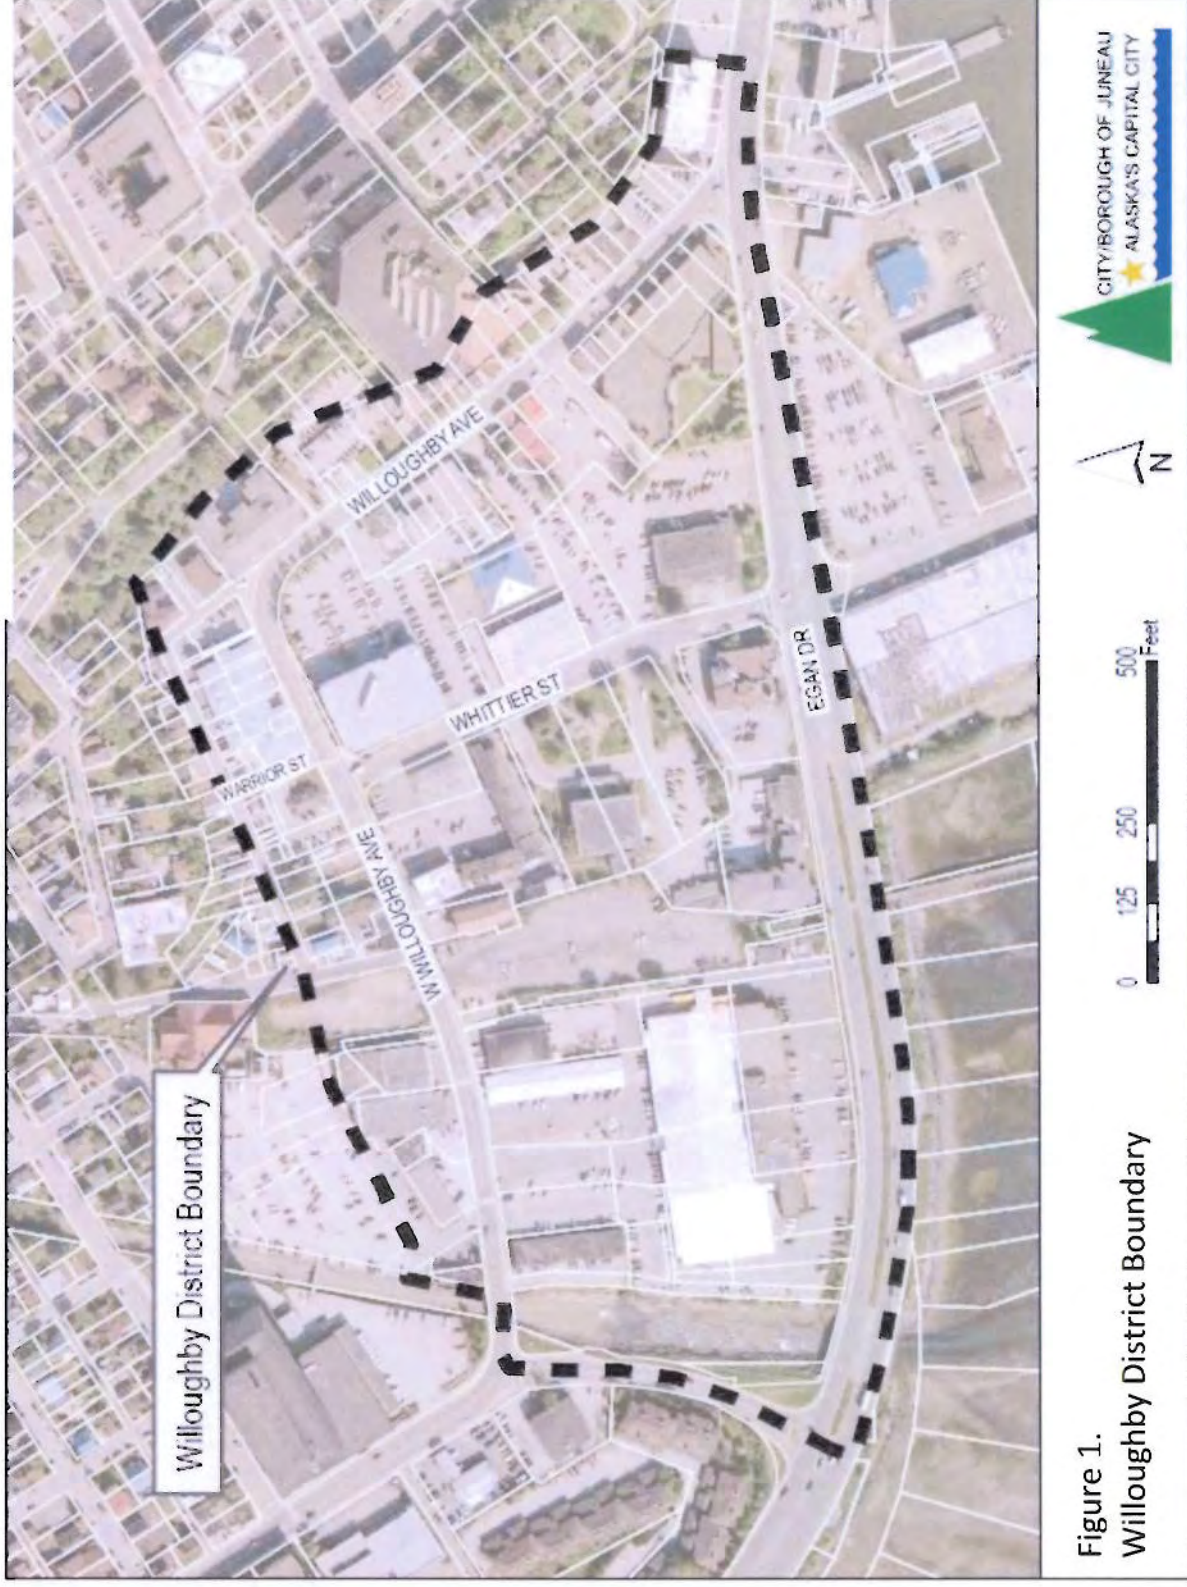 Willoughby District Boundary
WARRIOR ST
WILLOUGHBY AVE
W WILLOUGHBY AVE
WHITTIER ST
EGAN DR
Figure 1.
Willoughby District Boundary
0 125 250 500
Feet
N
CITY/BOROUGH OF JUNEAU
ALASKA'S CAPITAL CITY